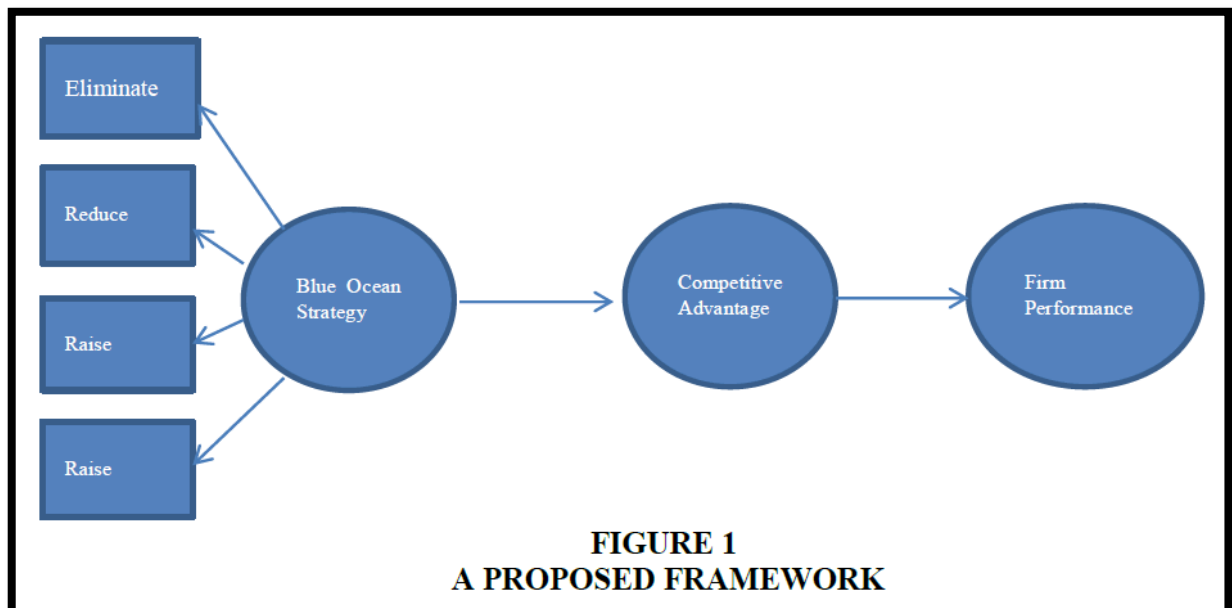 Eliminate
Reduce
Raise
Raise
Blue Ocean
Strategy
Competitive
Advantage
Firm
Performance
FIGURE 1
A PROPOSED FRAMEWORK